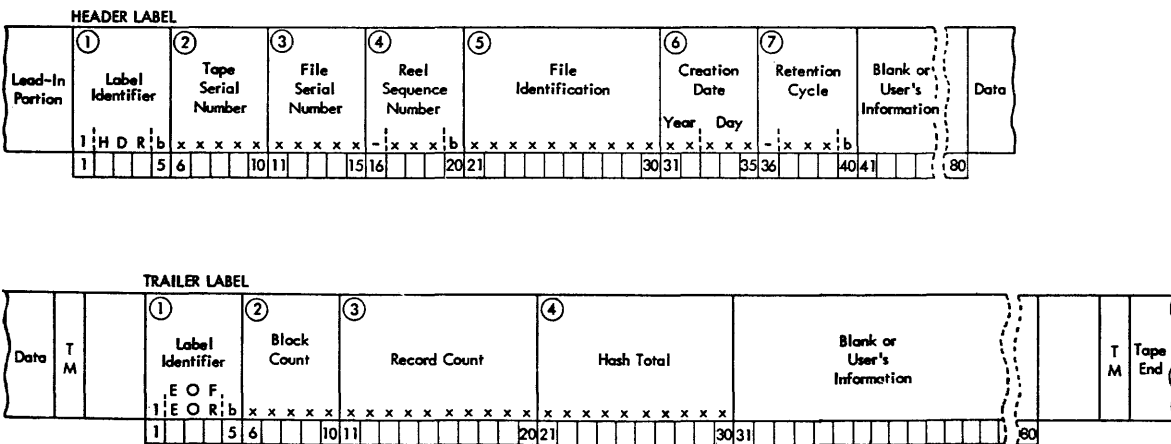 HEADER LABEL
① ② ③ ④ ⑤ ⑥ ⑦
Lead-In Portion
Label Identifier
1 H D R b
Tape Serial Number
x x x x x
File Serial Number
x x x x x
Reel Sequence Number
- x x x b
File Identification
x x x x x x x x x x
Creation Date
Year Day
x x x x x
Retention Cycle
- x x x b
Blank or User's Information
Data
1 5 6 10 11 15 16 20 21 30 31 35 36 40 41 80
TRAILER LABEL
① ② ③ ④
Data
T M
Label Identifier
E O F
1 E O R b
Block Count
x x x x x
Record Count
x x x x x x x x x x
Hash Total
x x x x x x x x x x
Blank or User's Information
T M
Tape End
1 5 6 10 11 20 21 30 31 80